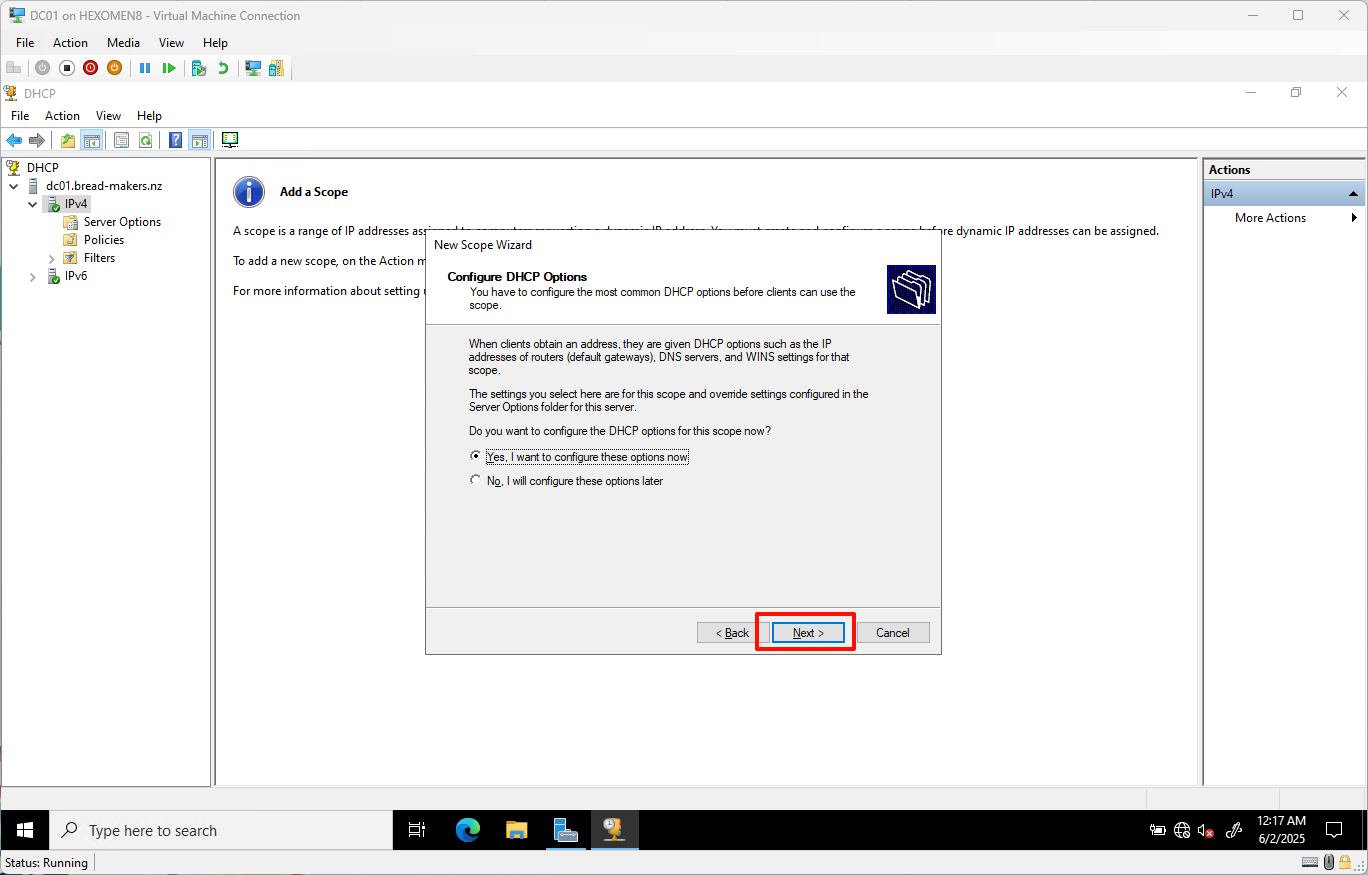 DC01 on HEXOMEN8 - Virtual Machine Connection
File Action Media View Help
DHCP
File Action View Help
DHCP
dc01.bread-makers.nz
IPv4
Server Options
Policies
Filters
IPv6
Add a Scope
A scope is a range of IP addresses
before dynamic IP addresses can be assigned.
To add a new scope, on the Action
For more information about setting
New Scope Wizard
Configure DHCP Options
You have to configure the most common DHCP options before clients can use the
scope.
When clients obtain an address, they are given DHCP options such as the IP
addresses of routers (default gateways), DNS servers, and WINS settings for that
scope.
The settings you select here are for this scope and override settings configured in the
Server Options folder for this server.
Do you want to configure the DHCP options for this scope now?
Yes, I want to configure these options now
No, I will configure these options later
< Back Next > Cancel
Actions
IPv4
More Actions
Type here to search
12:17 AM
6/2/2025
Status: Running